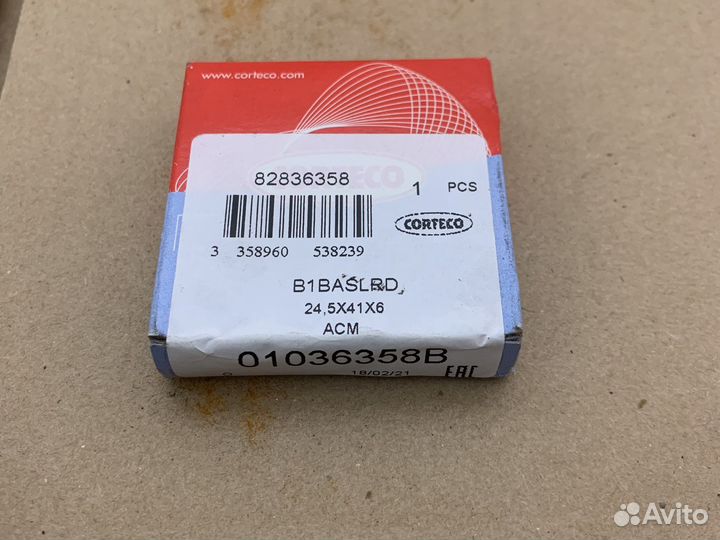 www.corteco.com
CORTECO
82836358
1 PCS
CORTECO
3 358960 538239
B1BASLRD
24,5X41X6
ACM
01036358B
18/02/21
EAC
Avito